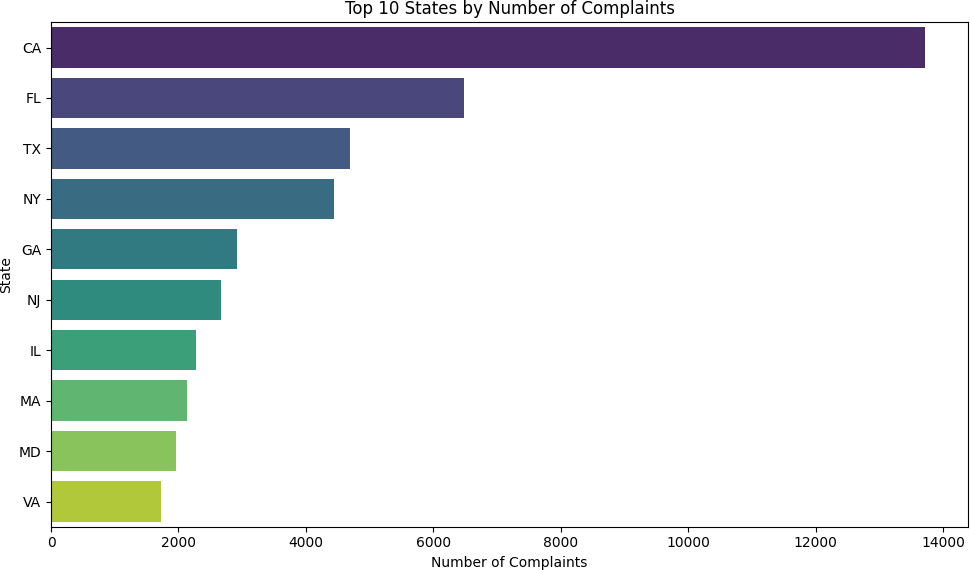 Top 10 States by Number of Complaints
CA
FL
TX
NY
GA
NJ
IL
MA
MD
VA
State
0 2000 4000 6000 8000 10000 12000 14000
Number of Complaints